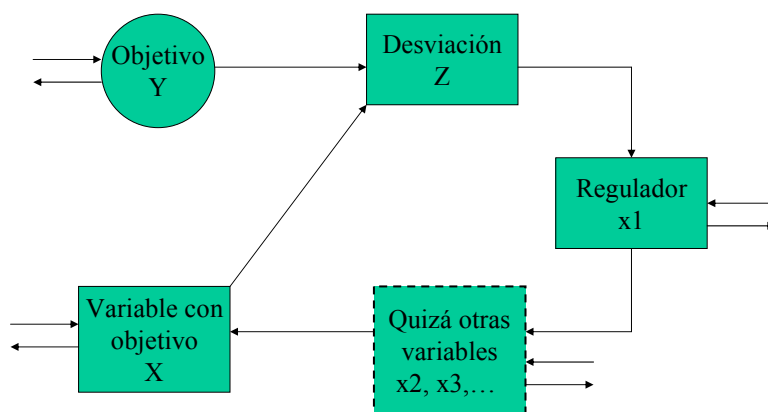 Objetivo
Y
Desviación
Z
Regulador
x1
Variable con
objetivo
X
Quizá otras
variables
x2, x3,…